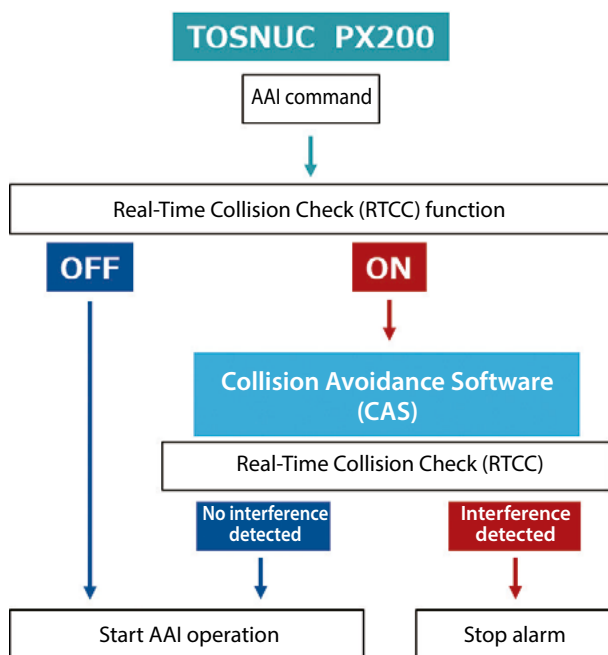 TOSNUC PX200
AAI command
Real-Time Collision Check (RTCC) function
OFF
ON
Collision Avoidance Software
(CAS)
Real-Time Collision Check (RTCC)
No interference
detected
Interference
detected
Start AAI operation
Stop alarm